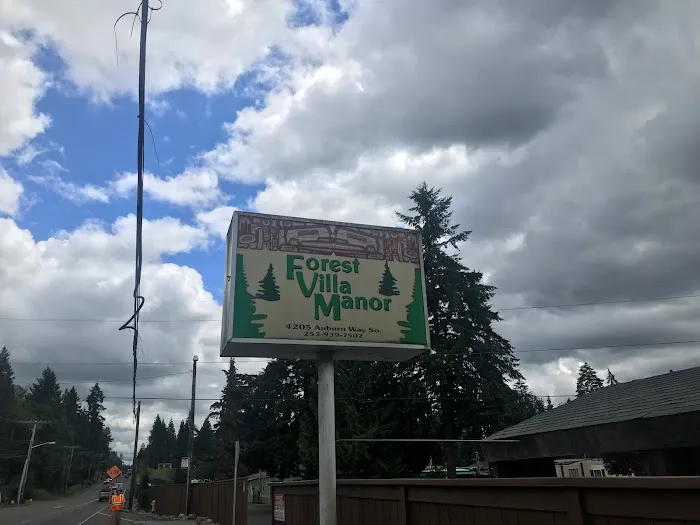 Forest
Villa
Manor
4205 Auburn Way So.
253-939-7502